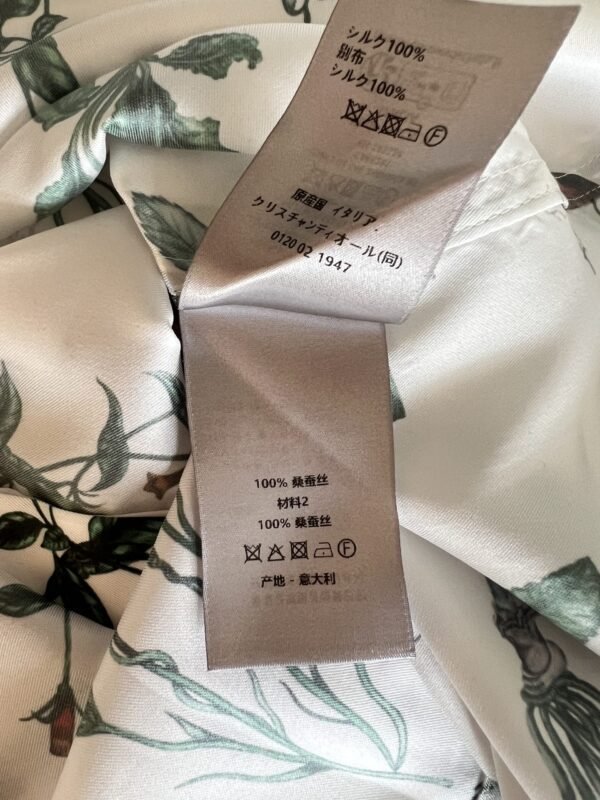 シルク100%
別布
シルク100%
F
原産国 イタリア.
クリスチャンディオール(同)
0120 02 1947
100% 桑蚕丝
材料2
100% 桑蚕丝
F
产地 - 意大利